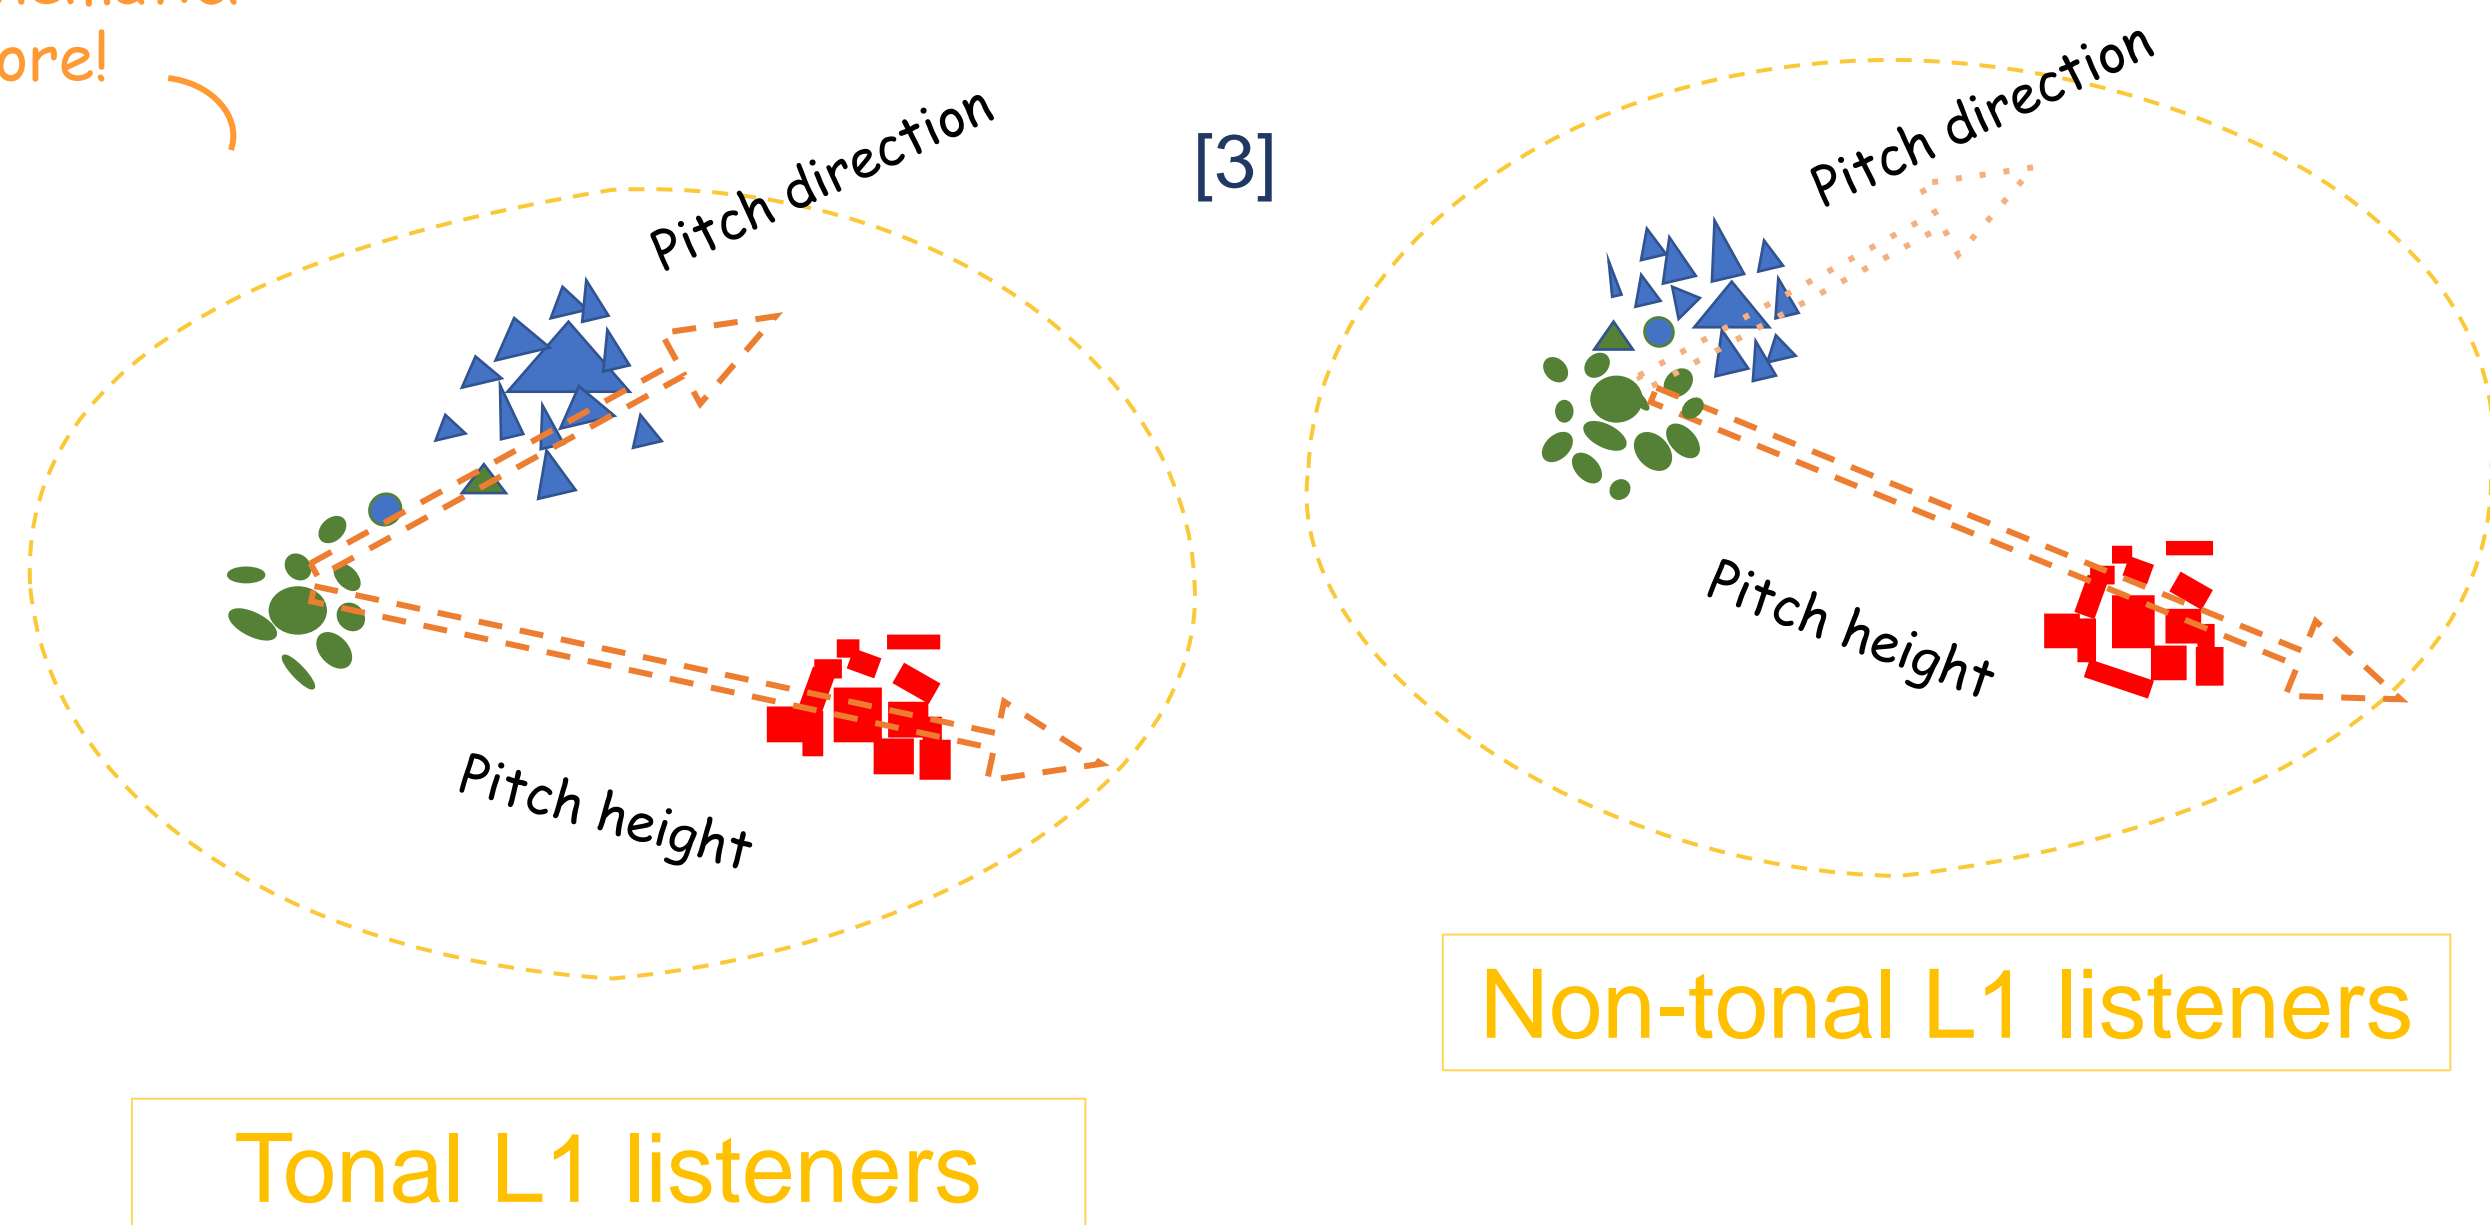 ore!
Pitch direction
[3]
Pitch direction
Pitch height
Pitch height
Non-tonal L1 listeners
Tonal L1 listeners